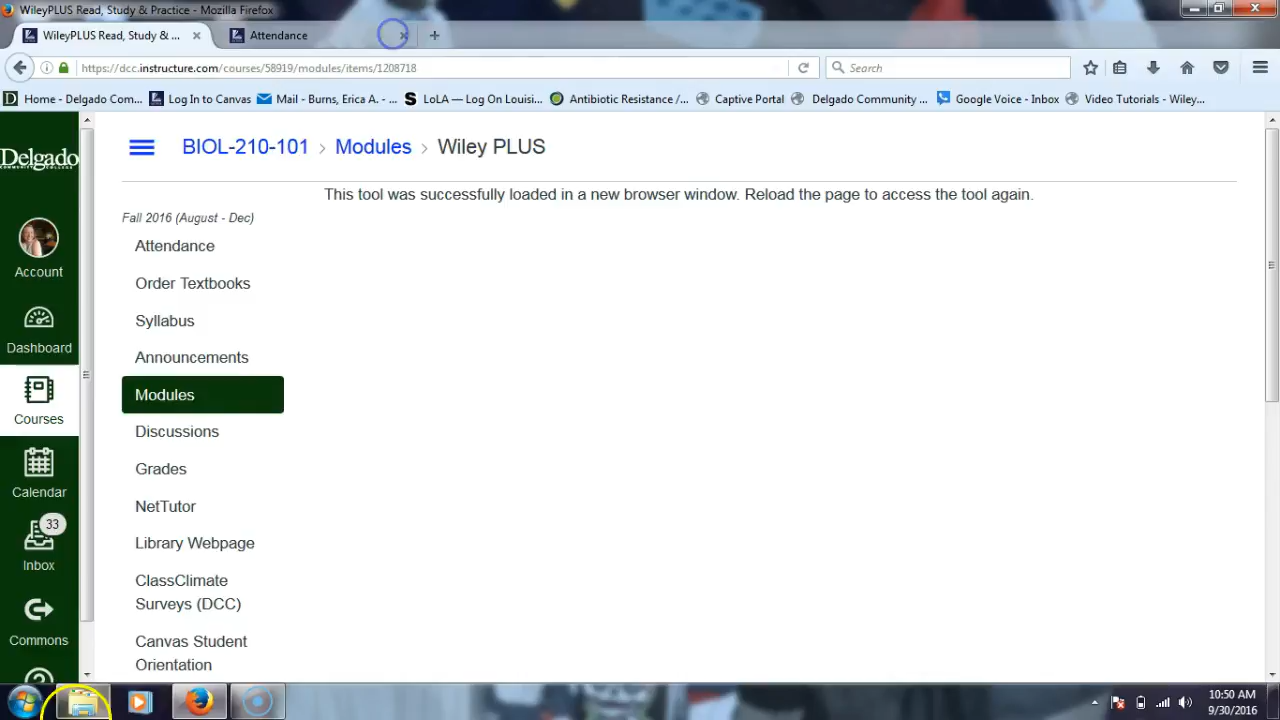 WileyPLUS Read, Study & Practice - Mozilla Firefox
WileyPLUS Read, Study & ...
Attendance
https://dcc.instructure.com/courses/58919/modules/items/1208718
Search
Home - Delgado Com...
Log In to Canvas
Mail - Burns, Erica A. - ...
LoLA — Log On Louisi...
Antibiotic Resistance /...
Captive Portal
Delgado Community ...
Google Voice - Inbox
Video Tutorials - Wiley...
Delgado
COMMUNITY COLLEGE
BIOL-210-101 > Modules > Wiley PLUS
This tool was successfully loaded in a new browser window. Reload the page to access the tool again.
Fall 2016 (August - Dec)
Attendance
Order Textbooks
Syllabus
Announcements
Modules
Discussions
Grades
NetTutor
Library Webpage
ClassClimate
Surveys (DCC)
Canvas Student
Orientation
Account
Dashboard
Courses
Calendar
33
Inbox
Commons
10:50 AM
9/30/2016